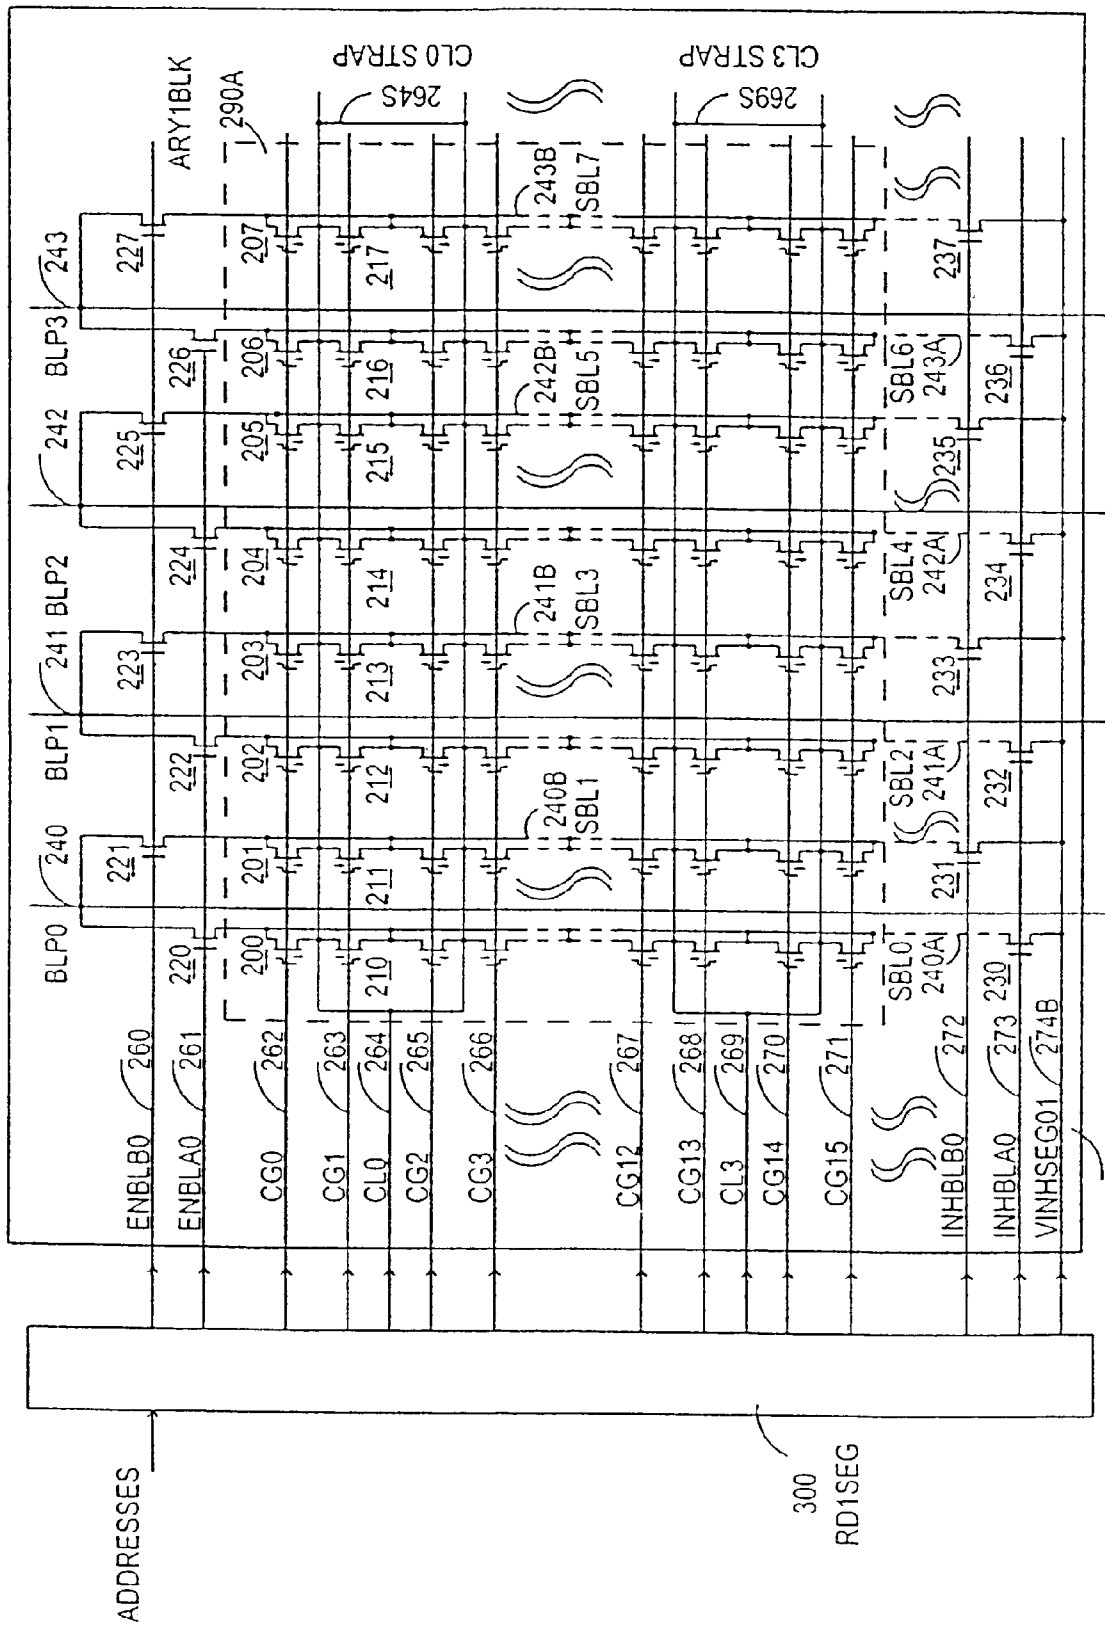 ADDRESSES
300
RD1SEG
ENBLB0
260
ENBLA0
261
CG0
262
CG1
263
CL0
264
CG2
265
CG3
266
CG12
267
CG13
268
CL3
269
CG14
270
CG15
271
INHBLB0
272
INHBLA0
273
VINHSEG01
274B
BLP0
240
BLP1
241
BLP2
242
BLP3
243
220
221
222
223
224
225
226
227
ARY1BLK
290A
200
201
202
203
204
205
206
207
210
211
212
213
214
215
216
217
CL0 STRAP
264S
240B
SBL1
241B
SBL3
242B
SBL5
243B
SBL7
CL3 STRAP
269S
SBL0
240A
SBL2
241A
SBL4
242A
SBL6
243A
230
231
232
233
234
235
236
237